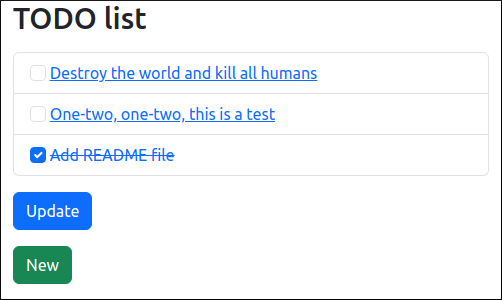 TODO list
Destroy the world and kill all humans
One-two, one-two, this is a test
Add README file
Update
New